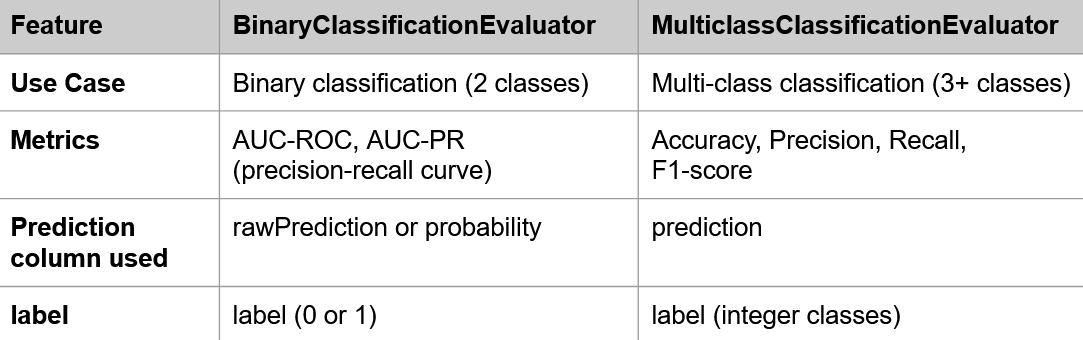 Feature BinaryClassificationEvaluator MulticlassClassificationEvaluator
Use Case Binary classification (2 classes) Multi-class classification (3+ classes)
Metrics AUC-ROC, AUC-PR Accuracy, Precision, Recall,
(precision-recall curve) F1-score
Prediction rawPrediction or probability prediction
column used
label label (0 or 1) label (integer classes)